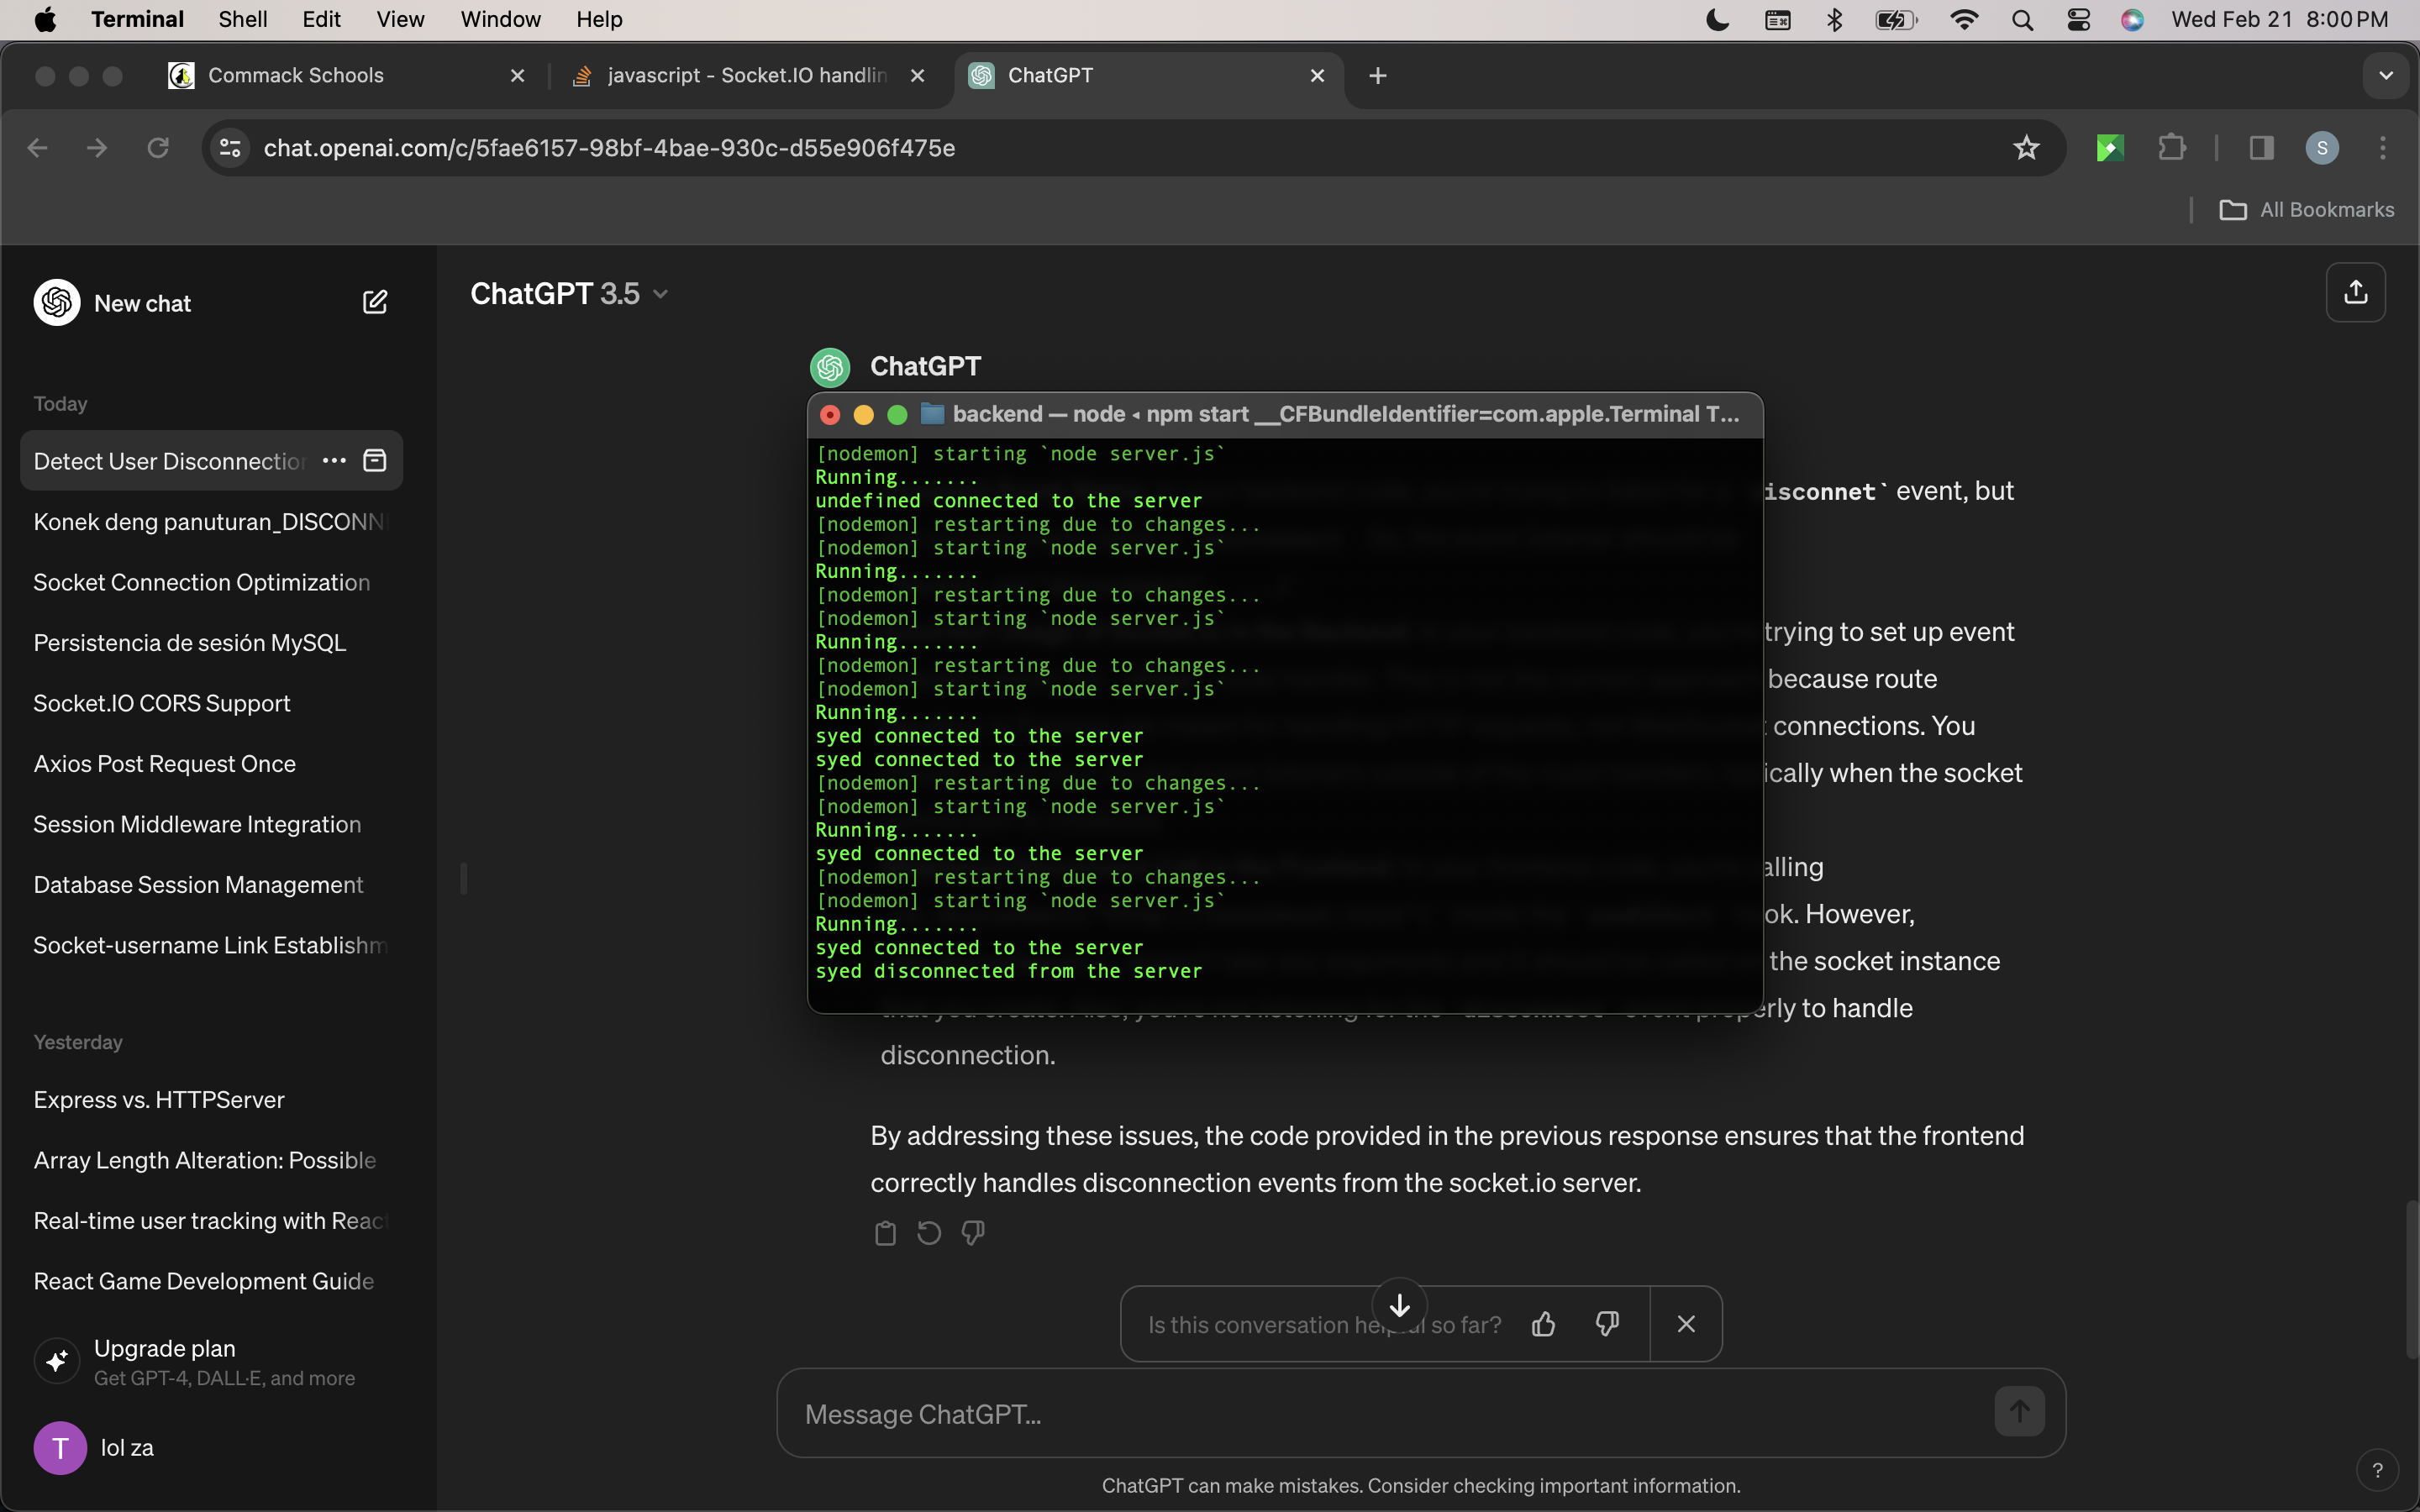 Terminal Shell Edit View Window Help Wed Feb 21 8:00 PM
Commack Schools javascript - Socket.IO handlin ChatGPT
chat.openai.com/c/5fae6157-98bf-4bae-930c-d55e906f475e S
All Bookmarks
New chat
Today
Detect User Disconnection
Konek deng panuturan_DISCONN
Socket Connection Optimization
Persistencia de sesión MySQL
Socket.IO CORS Support
Axios Post Request Once
Session Middleware Integration
Database Session Management
Socket-username Link Establishm
Yesterday
Express vs. HTTPServer
Array Length Alteration: Possible
Real-time user tracking with React
React Game Development Guide
Upgrade plan
Get GPT-4, DALL·E, and more
T lol za
ChatGPT 3.5
ChatGPT
backend — node ◂ npm start __CFBundleIdentifier=com.apple.Terminal T...
[nodemon] starting `node server.js`
Running.......
undefined connected to the server
[nodemon] restarting due to changes...
[nodemon] starting `node server.js`
Running.......
[nodemon] restarting due to changes...
[nodemon] starting `node server.js`
Running.......
[nodemon] restarting due to changes...
[nodemon] starting `node server.js`
Running.......
syed connected to the server
syed connected to the server
[nodemon] restarting due to changes...
[nodemon] starting `node server.js`
Running.......
syed connected to the server
[nodemon] restarting due to changes...
[nodemon] starting `node server.js`
Running.......
syed connected to the server
syed disconnected from the server
isconnet` event, but
trying to set up event
because route
connections. You
ically when the socket
alling
ok. However,
the socket instance
erly to handle
disconnection.
By addressing these issues, the code provided in the previous response ensures that the frontend
correctly handles disconnection events from the socket.io server.
Is this conversation helpful so far?
Message ChatGPT…
ChatGPT can make mistakes. Consider checking important information.
?